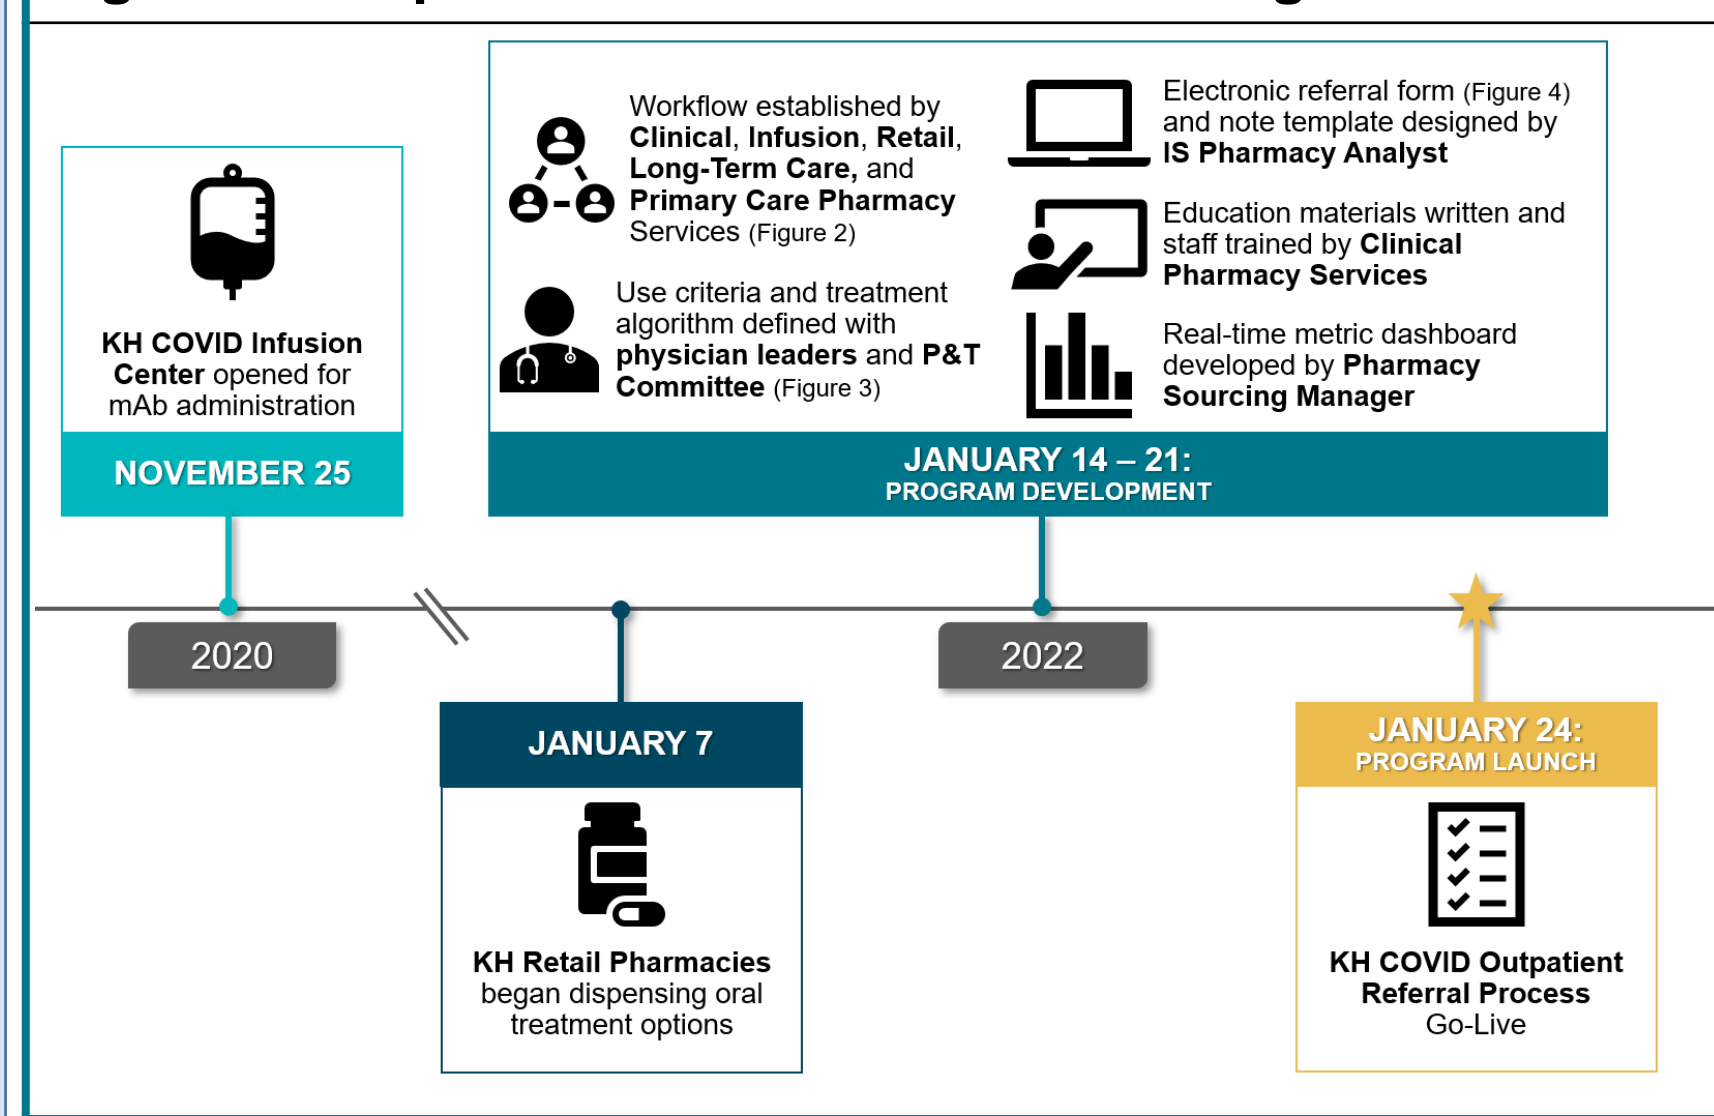 KH COVID Infusion
Center opened for
mAb administration
NOVEMBER 25
Workflow established by
Clinical, Infusion, Retail,
Long-Term Care, and
Primary Care Pharmacy
Services (Figure 2)
Use criteria and treatment
algorithm defined with
physician leaders and P&T
Committee (Figure 3)
Electronic referral form (Figure 4)
and note template designed by
IS Pharmacy Analyst
Education materials written and
staff trained by Clinical
Pharmacy Services
Real-time metric dashboard
developed by Pharmacy
Sourcing Manager
JANUARY 14 – 21:
PROGRAM DEVELOPMENT
2020
2022
JANUARY 7
KH Retail Pharmacies
began dispensing oral
treatment options
JANUARY 24:
PROGRAM LAUNCH
KH COVID Outpatient
Referral Process
Go-Live